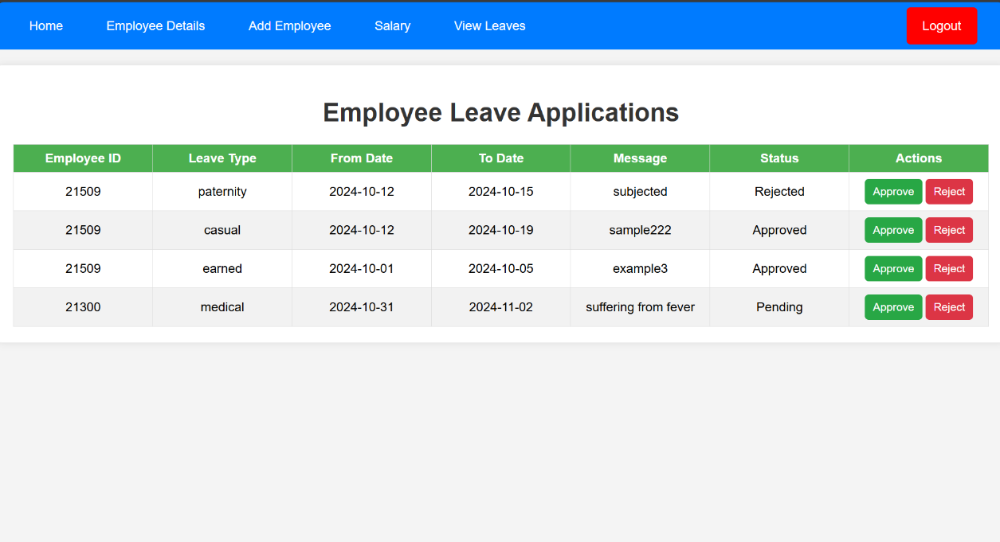 Home Employee Details Add Employee Salary View Leaves Logout
Employee Leave Applications
Employee ID Leave Type From Date To Date Message Status Actions
21509 paternity 2024-10-12 2024-10-15 subjected Rejected Approve Reject
21509 casual 2024-10-12 2024-10-19 sample222 Approved Approve Reject
21509 earned 2024-10-01 2024-10-05 example3 Approved Approve Reject
21300 medical 2024-10-31 2024-11-02 suffering from fever Pending Approve Reject